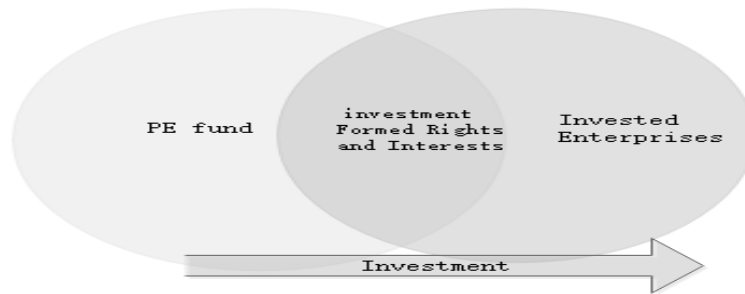 PE fund
investment
Formed Rights
and Interests
Invested
Enterprises
Investment